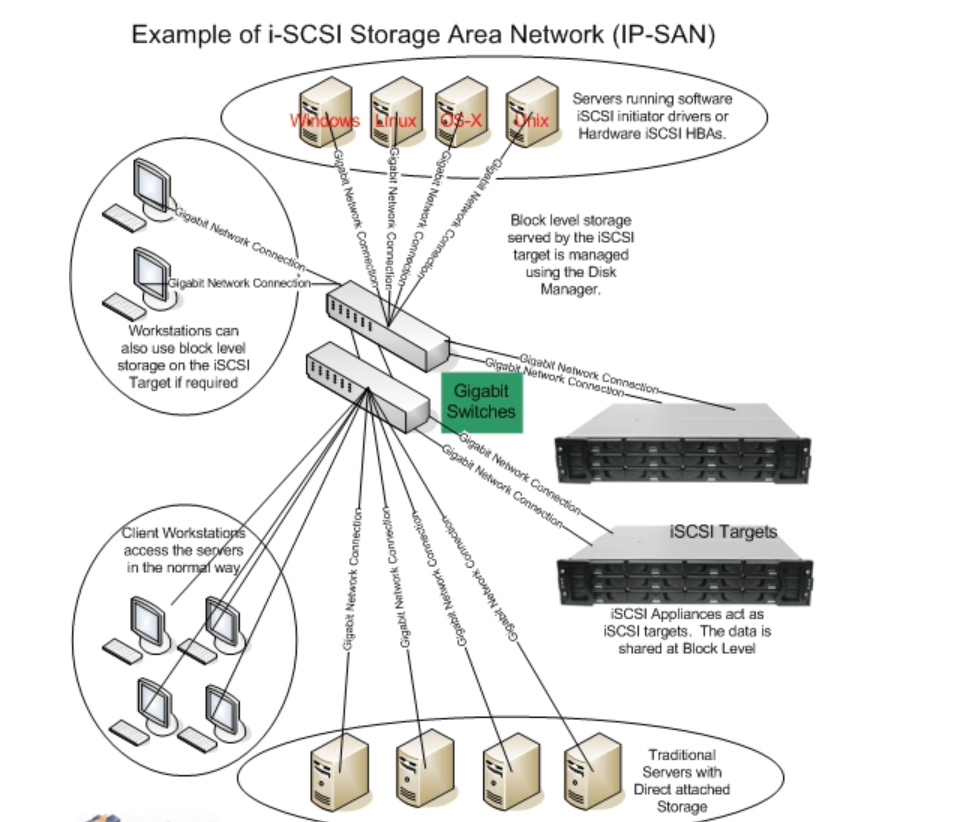 Example of i-SCSI Storage Area Network (IP-SAN)
Windows
Linux
OS-X
Unix
Servers running software
iSCSI initiator drivers or
Hardware iSCSI HBAs.
Gigabit Network Connection
Gigabit Network Connection
Gigabit Network Connection
Gigabit Network Connection
Gigabit Network Connection
Gigabit Network Connection
Workstations can
also use block level
storage on the iSCSI
Target if required
Block level storage
served by the iSCSI
target is managed
using the Disk
Manager.
Gigabit Network Connection
Gigabit Network Connection
Gigabit
Switches
Gigabit Network Connection
Gigabit Network Connection
iSCSI Targets
iSCSI Appliances act as
iSCSI targets. The data is
shared at Block Level
Client Workstations
access the servers
in the normal way
Gigabit Network Connection
Gigabit Network Connection
Gigabit Network Connection
Gigabit Network Connection
Traditional
Servers with
Direct attached
Storage